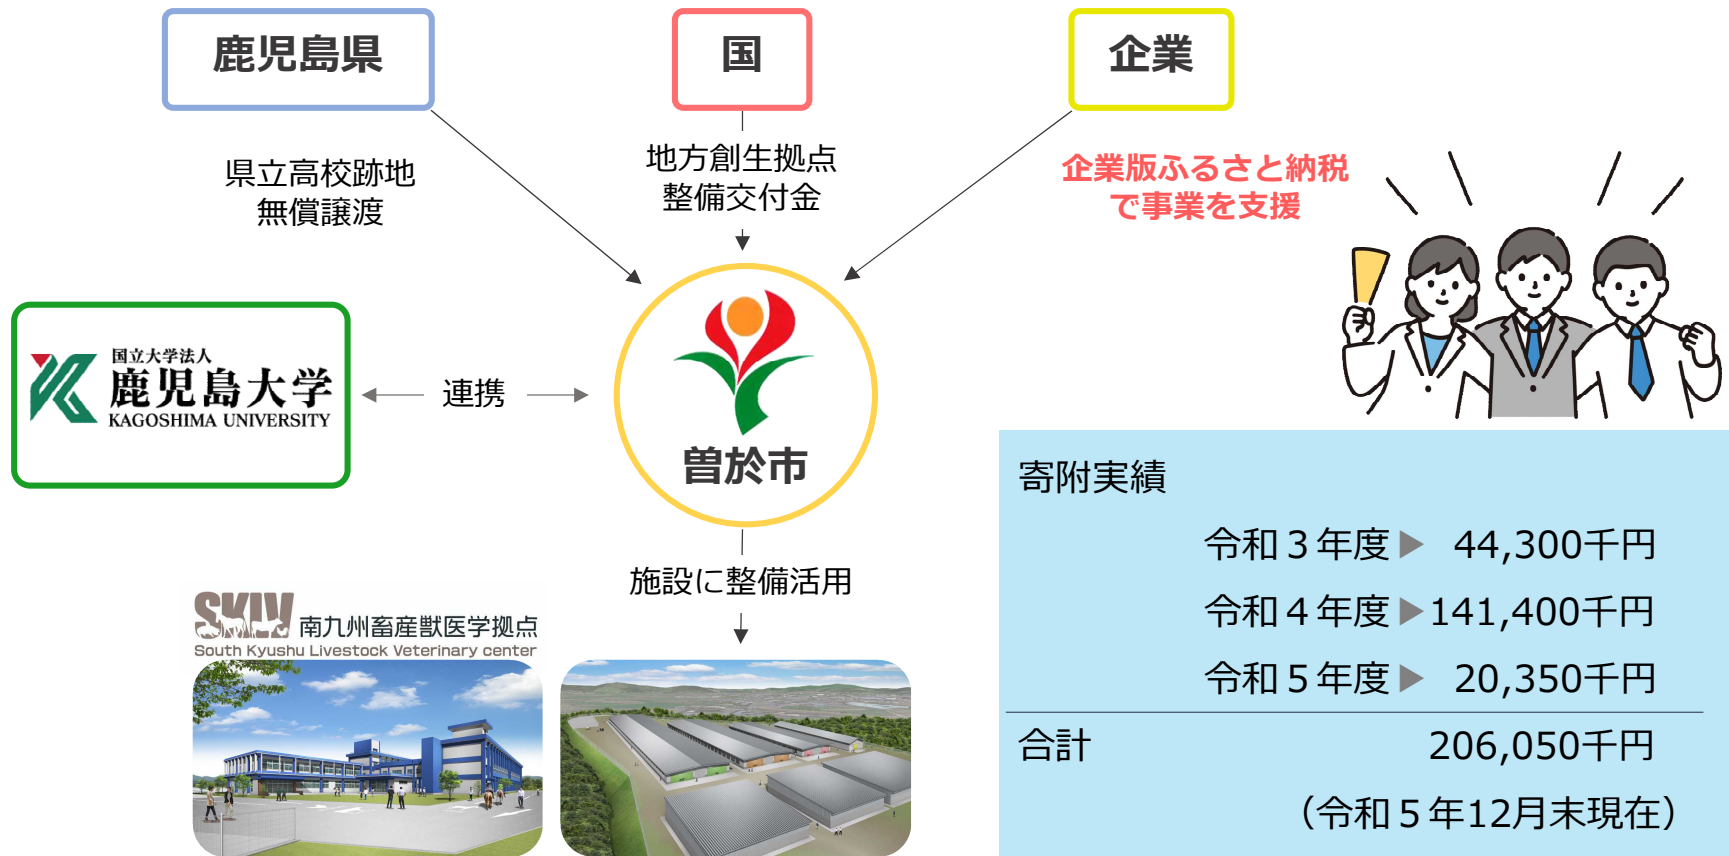 鹿児島県
国
企業
県立高校跡地
無償譲渡
地方創生拠点
整備交付金
企業版ふるさと納税
で事業を支援
国立大学法人
鹿児島大学
KAGOSHIMA UNIVERSITY
連携
曽於市
施設に整備活用
SKLV
南九州畜産獣医学拠点
South Kyushu Livestock Veterinary center
寄附実績
令和3年度▶ 44,300千円
令和4年度▶141,400千円
令和5年度▶ 20,350千円
合計 206,050千円
（令和5年12月末現在）